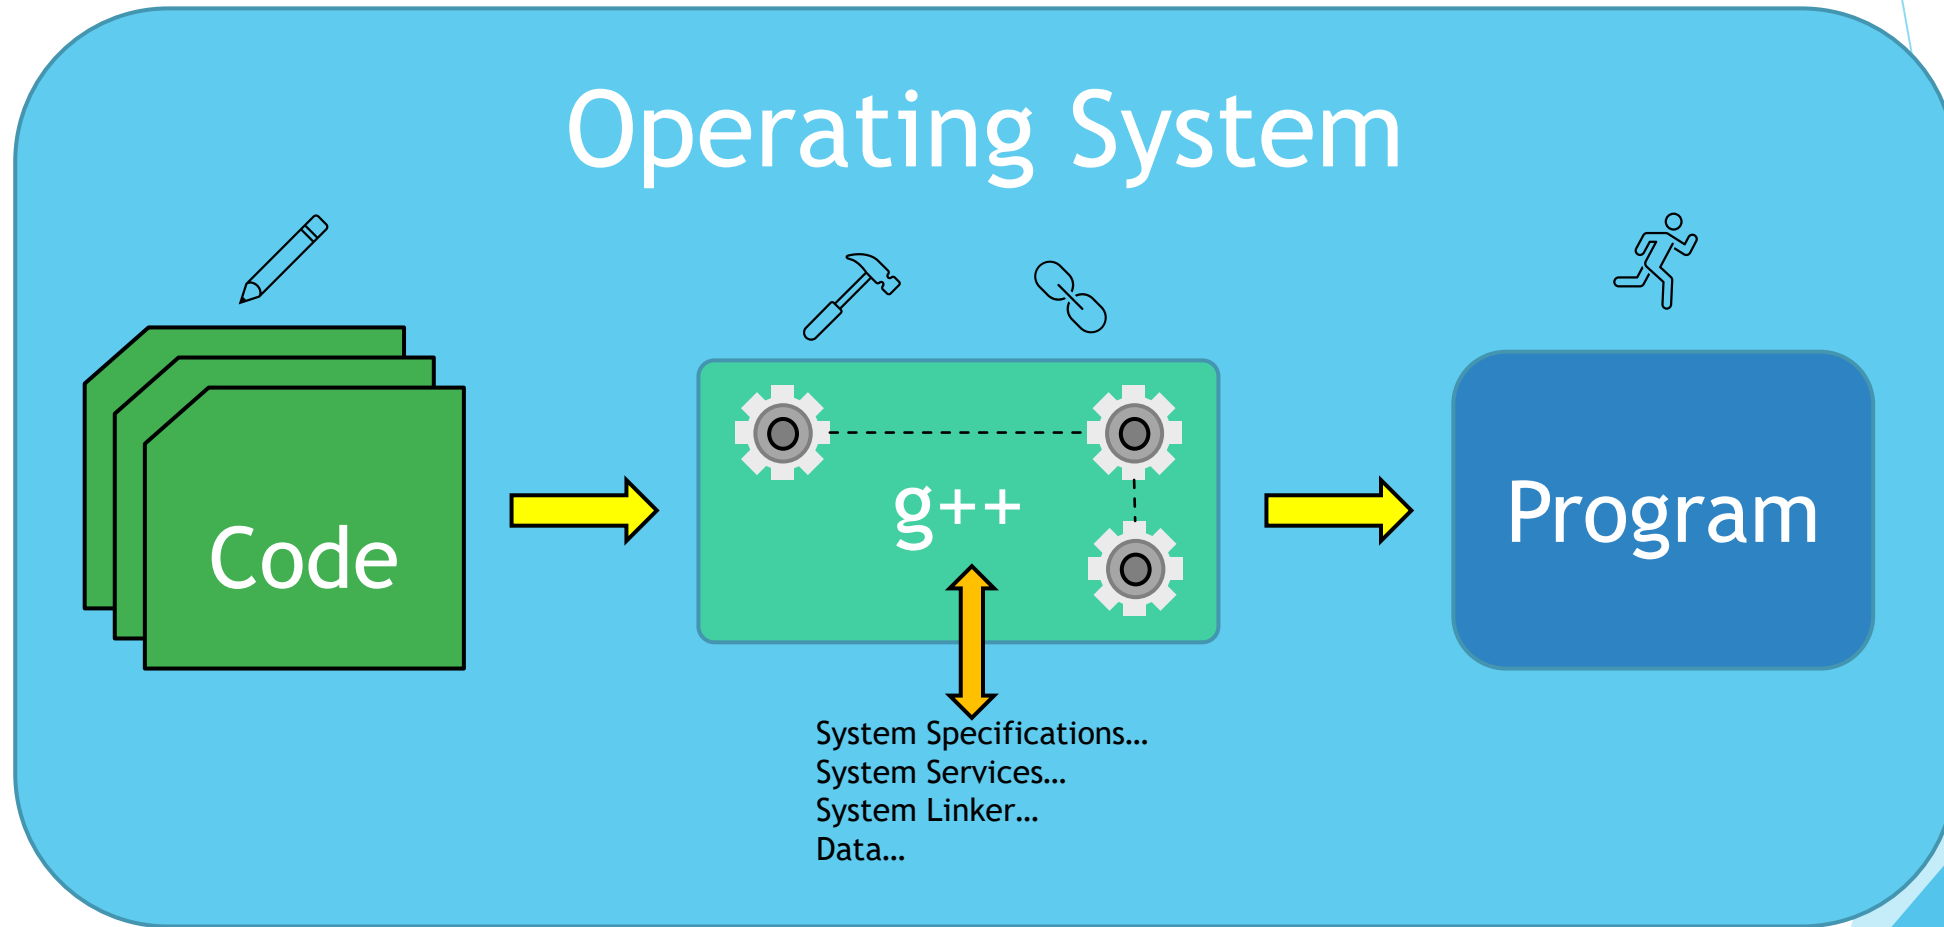 Operating System
Code
g++
Program
System Specifications…
System Services…
System Linker…
Data…